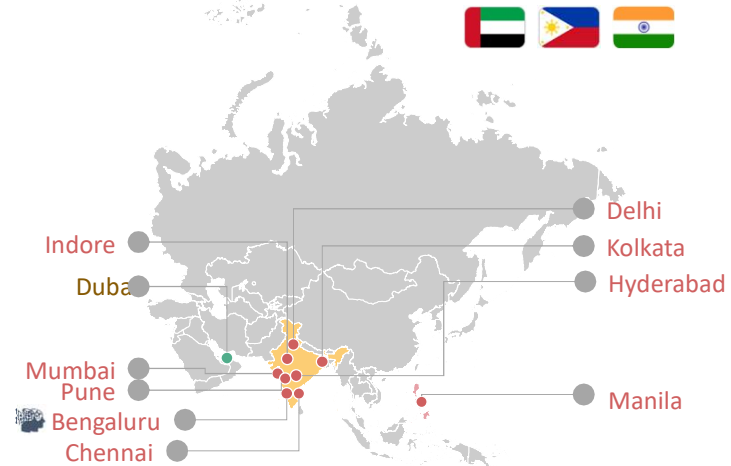 Delhi
Indore
Kolkata
Hyderabad
Duba
Mumbai
Pune
Manila
Bengaluru
Chennai